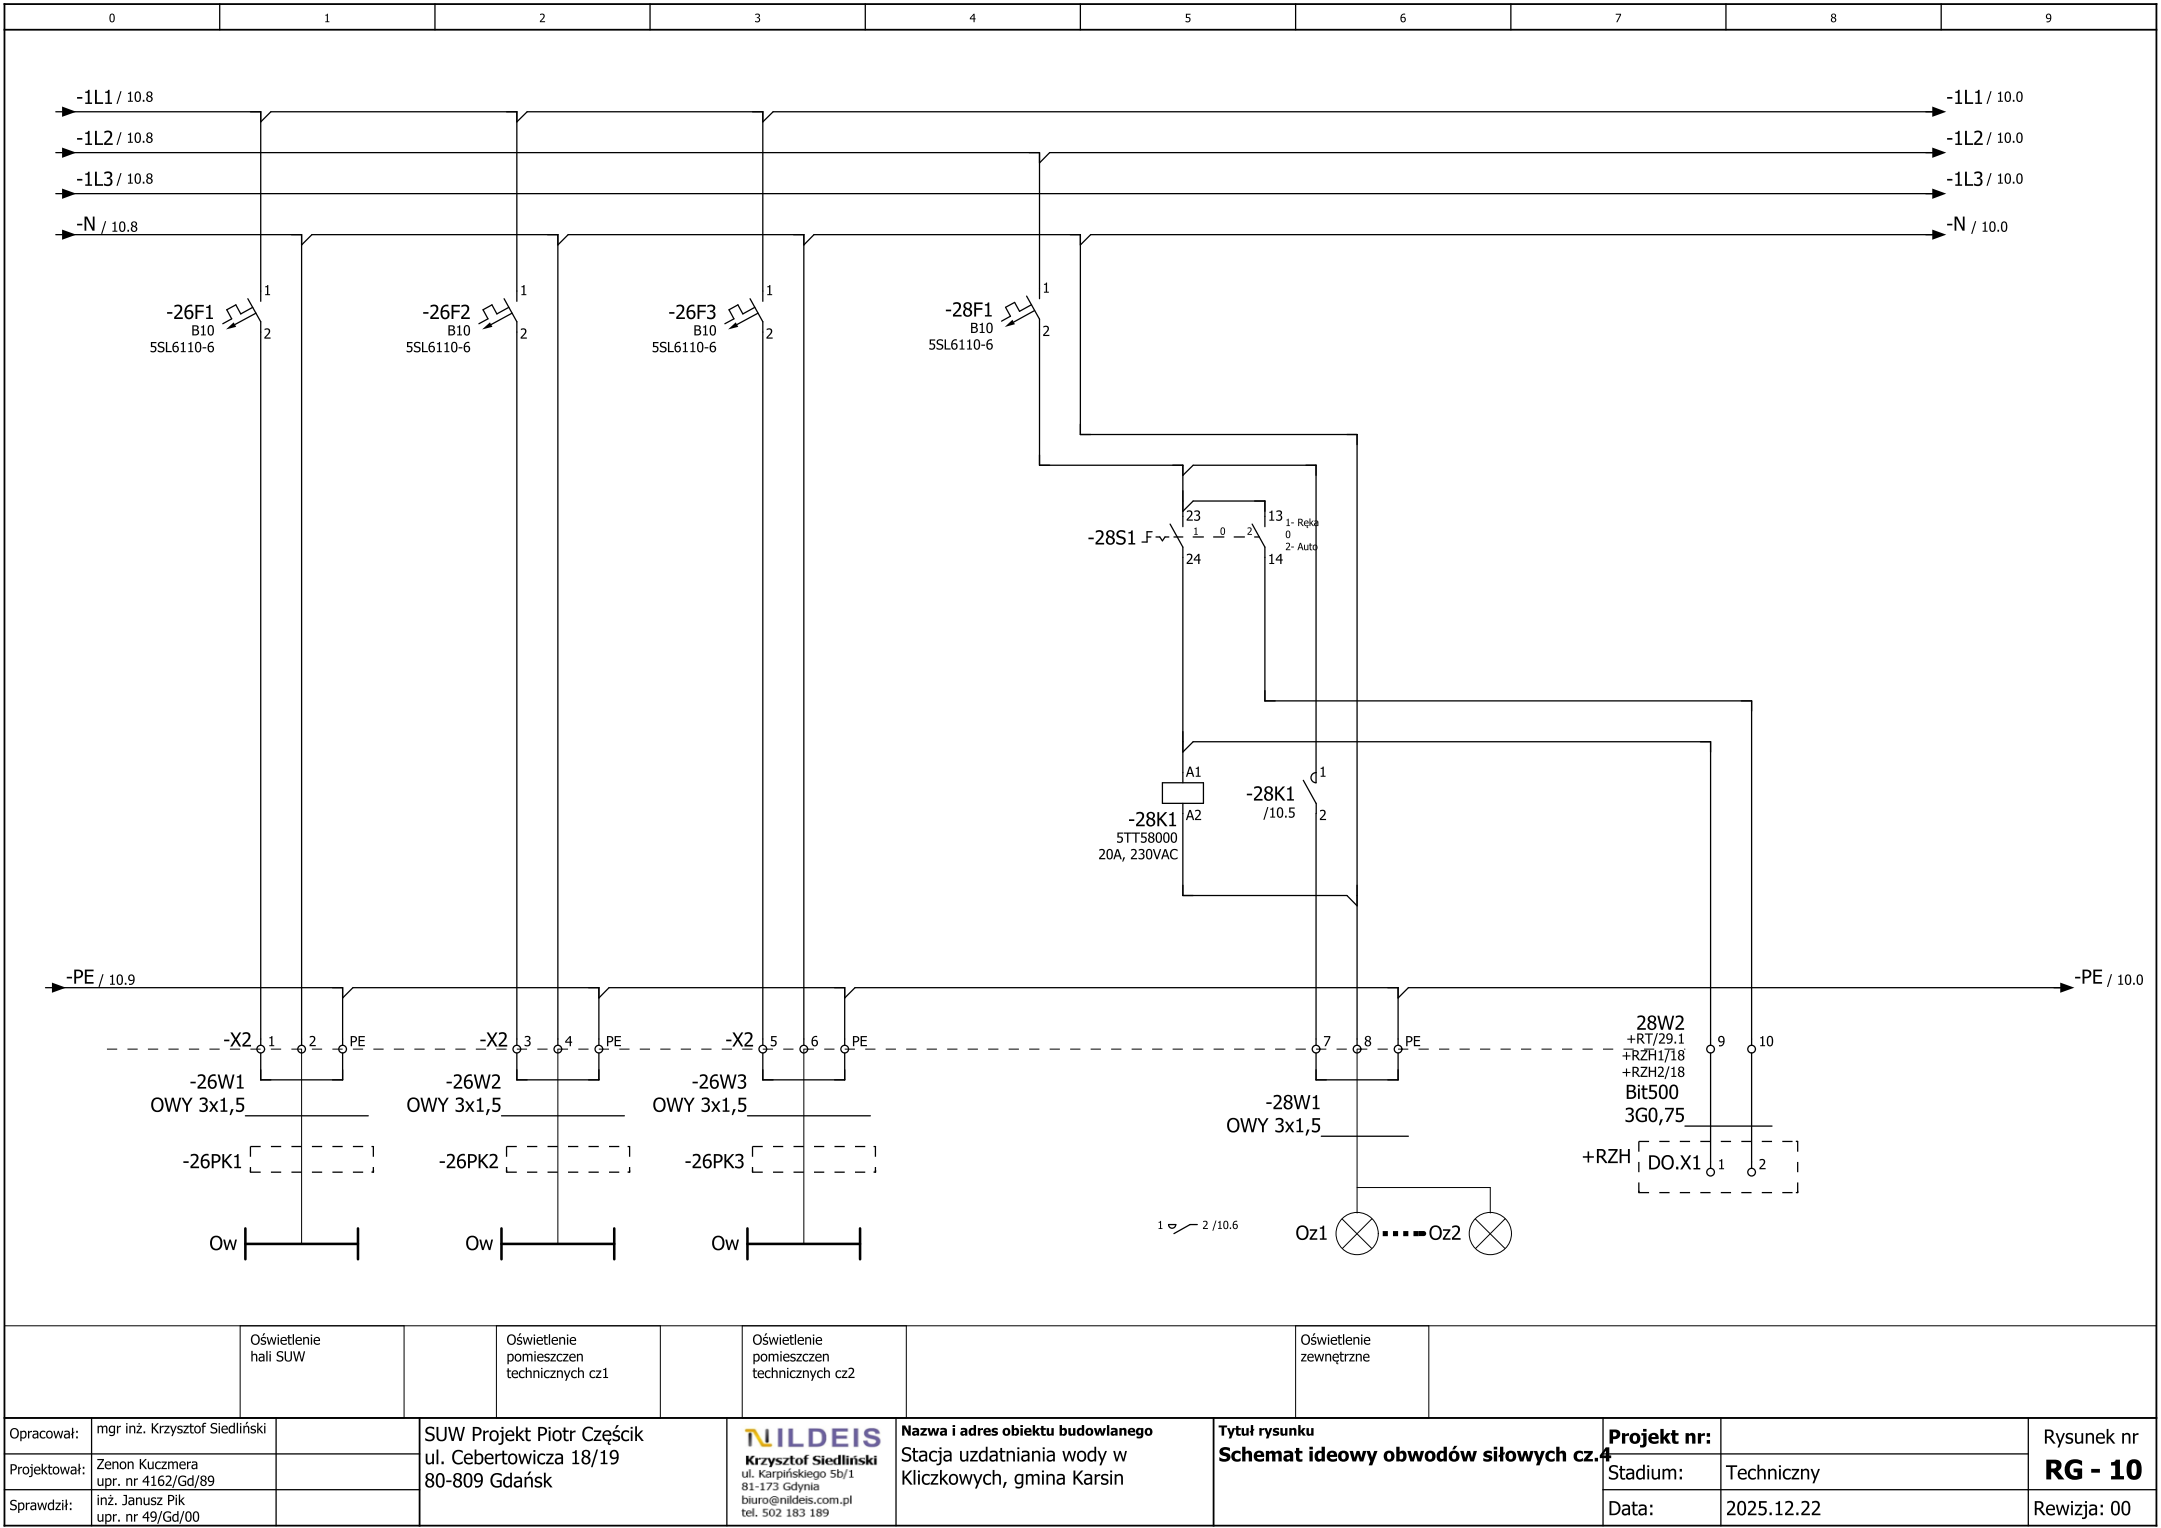 0 1 2 3 4 5 6 7 8 9
-1L1 / 10.8
-1L1 / 10.0
-1L2 / 10.8
-1L2 / 10.0
-1L3 / 10.8
-1L3 / 10.0
-N / 10.8
-N / 10.0
1
-26F1
B10
5SL6110-6
2
1
-26F2
B10
5SL6110-6
2
1
-26F3
B10
5SL6110-6
2
1
-28F1
B10
5SL6110-6
2
-28S1
23
24
1 0 2
13
14
1- Ręka
0
2- Auto
A1
A2
-28K1
5TT58000
20A, 230VAC
1
-28K1
/10.5
2
-PE / 10.9
-PE / 10.0
-X2 1 2 PE
-X2 3 4 PE
-X2 5 6 PE
7 8 PE
28W2
+RT/29.1
+RZH1/18
+RZH2/18
Bit500
3G0,75
9 10
-26W1
OWY 3x1,5
-26W2
OWY 3x1,5
-26W3
OWY 3x1,5
-28W1
OWY 3x1,5
-26PK1
-26PK2
-26PK3
+RZH
DO.X1 1 2
1 2 /10.6
Ow
Ow
Ow
Oz1
Oz2
Oświetlenie
hali SUW
Oświetlenie
pomieszczen
technicznych cz1
Oświetlenie
pomieszczen
technicznych cz2
Oświetlenie
zewnętrzne
Opracował: mgr inż. Krzysztof Siedliński
Projektował: Zenon Kuczmera
upr. nr 4162/Gd/89
Sprawdził: inż. Janusz Pik
upr. nr 49/Gd/00
SUW Projekt Piotr Częścik
ul. Cebertowicza 18/19
80-809 Gdańsk
NILDEIS
Krzysztof Siedliński
ul. Karpińskiego 5b/1
81-173 Gdynia
biuro@nildeis.com.pl
tel. 502 183 189
Nazwa i adres obiektu budowlanego
Stacja uzdatniania wody w
Kliczkowych, gmina Karsin
Tytuł rysunku
Schemat ideowy obwodów siłowych cz.4
Projekt nr:
Stadium: Techniczny
Data: 2025.12.22
Rysunek nr
RG - 10
Rewizja: 00